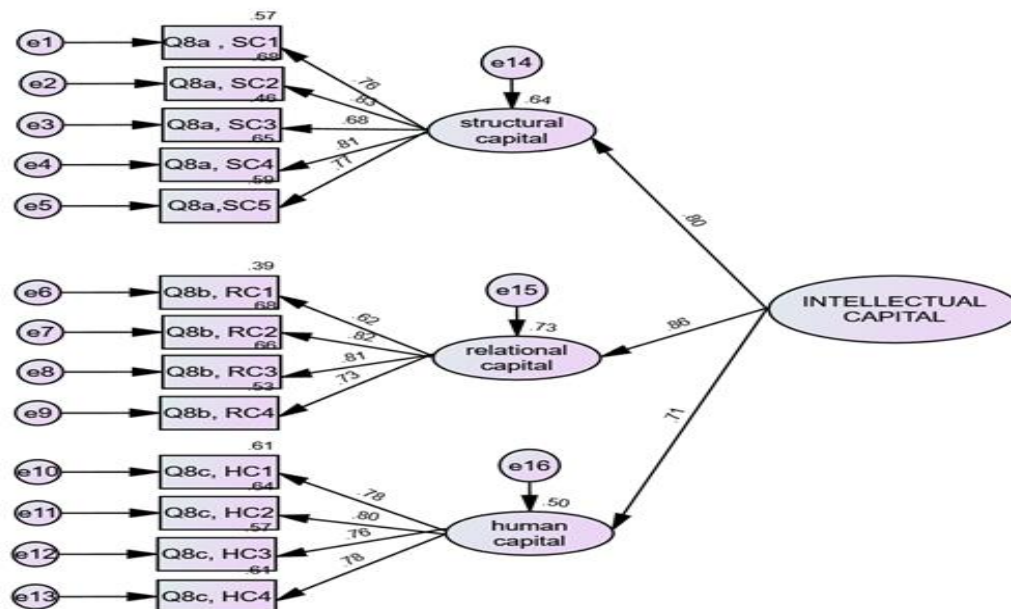 .57
e1
Q8a , SC1
.68
e2
Q8a, SC2
.46
e3
Q8a, SC3
.65
e4
Q8a, SC4
.59
e5
Q8a,SC5
.76
.83
.68
.81
.77
e14
.64
structural
capital
.80
.39
e6
Q8b, RC1
.68
e7
Q8b, RC2
.66
e8
Q8b, RC3
.53
e9
Q8b, RC4
.62
.82
.81
.73
e15
.73
relational
capital
.86
INTELLECTUAL
CAPITAL
.71
.61
e10
Q8c, HC1
.64
e11
Q8c, HC2
.57
e12
Q8c, HC3
.61
e13
Q8c, HC4
.78
.80
.76
.78
e16
.50
human
capital